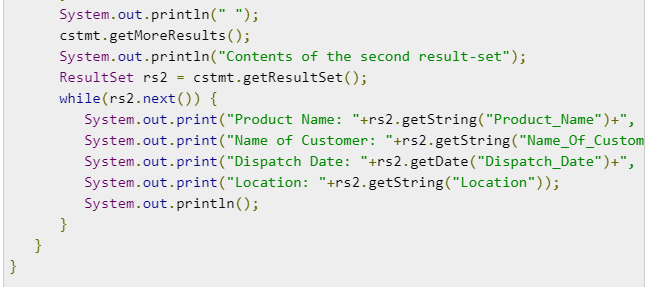 System.out.println(" ");
cstmt.getMoreResults();
System.out.println("Contents of the second result-set");
ResultSet rs2 = cstmt.getResultSet();
while(rs2.next()) {
System.out.print("Product Name: "+rs2.getString("Product_Name")+",
System.out.print("Name of Customer: "+rs2.getString("Name_Of_Custom
System.out.print("Dispatch Date: "+rs2.getDate("Dispatch_Date")+",
System.out.print("Location: "+rs2.getString("Location"));
System.out.println();
}
}
}